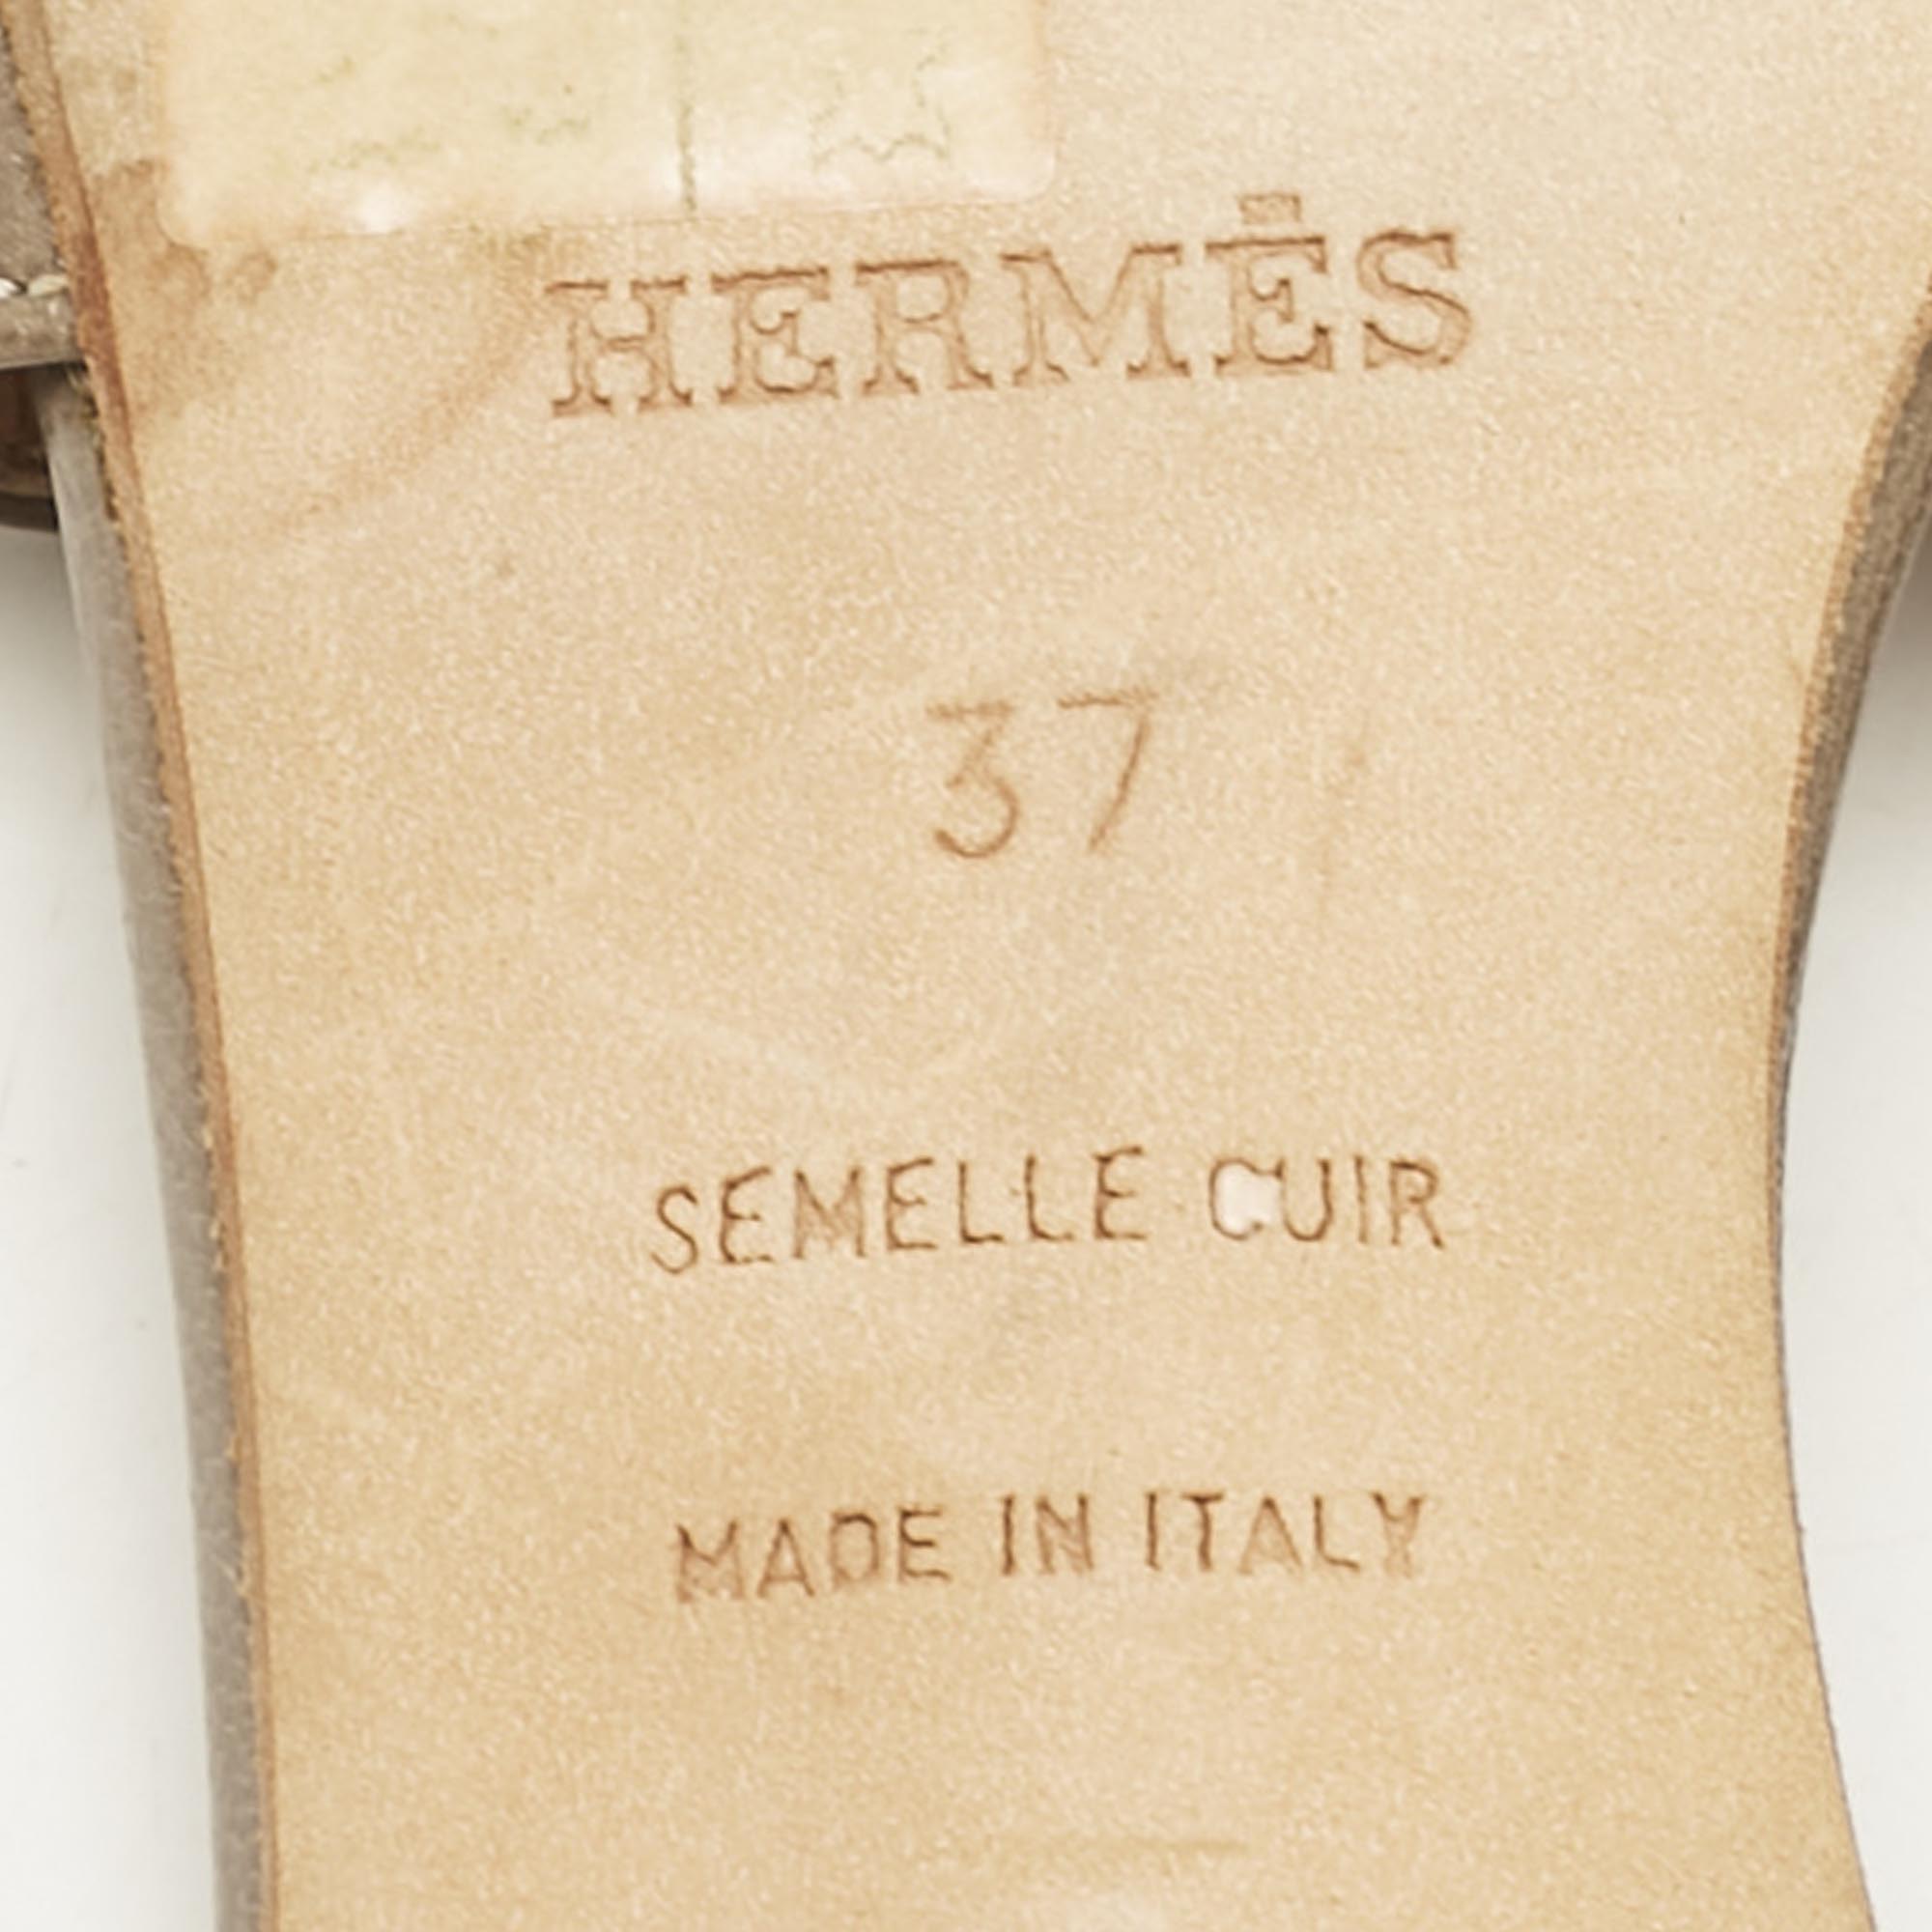 HERMÈS
37
SEMELLE CUIR
MADE IN ITALY